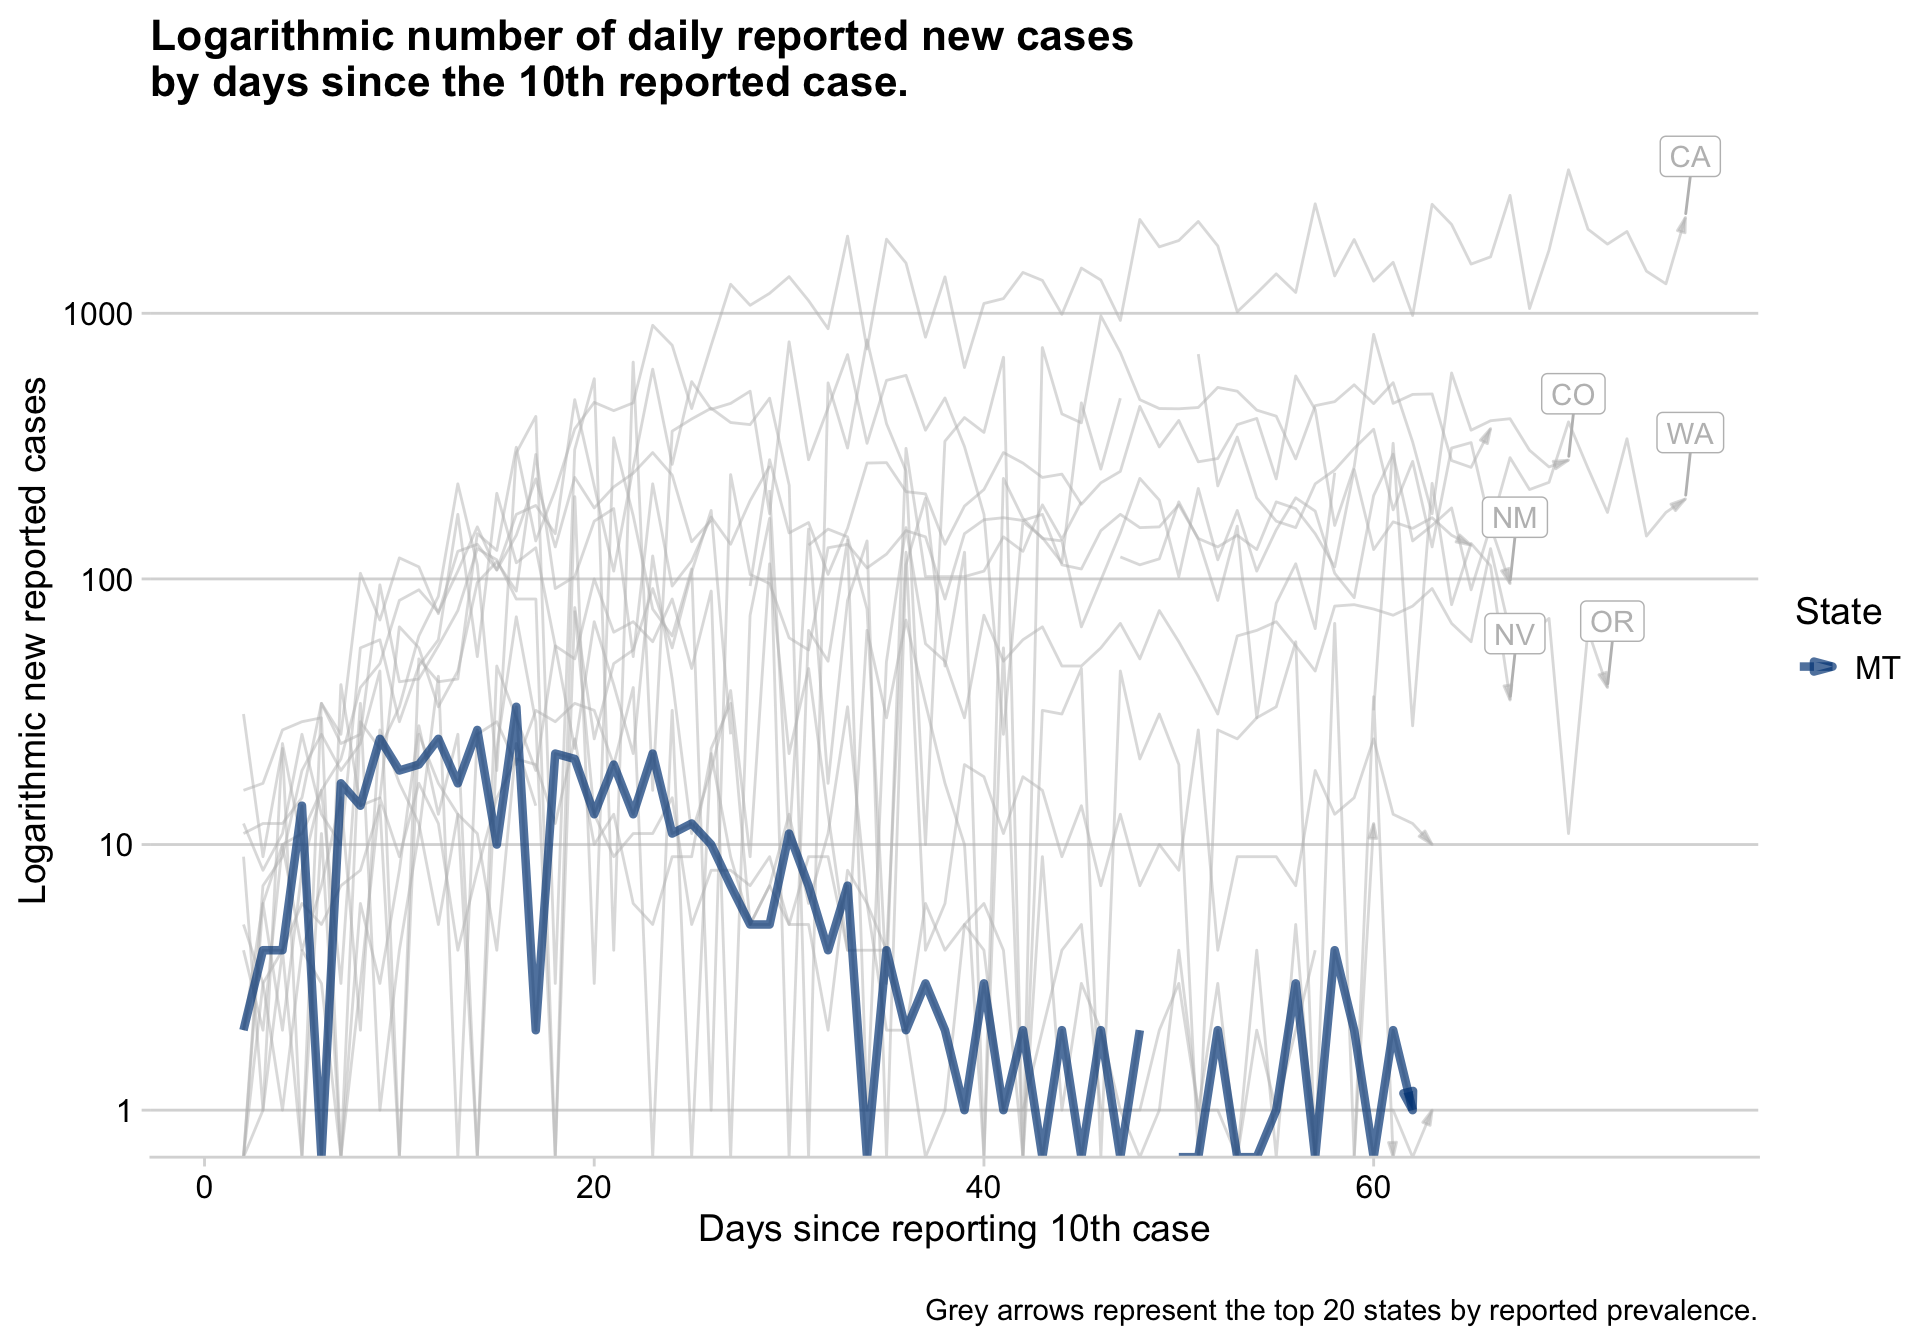 Logarithmic number of daily reported new cases
by days since the 10th reported case.
CA
1000
CO
WA
NM
100
NV
OR
State
MT
10
1
Logarithmic new reported cases
0
20
40
60
Days since reporting 10th case
Grey arrows represent the top 20 states by reported prevalence.